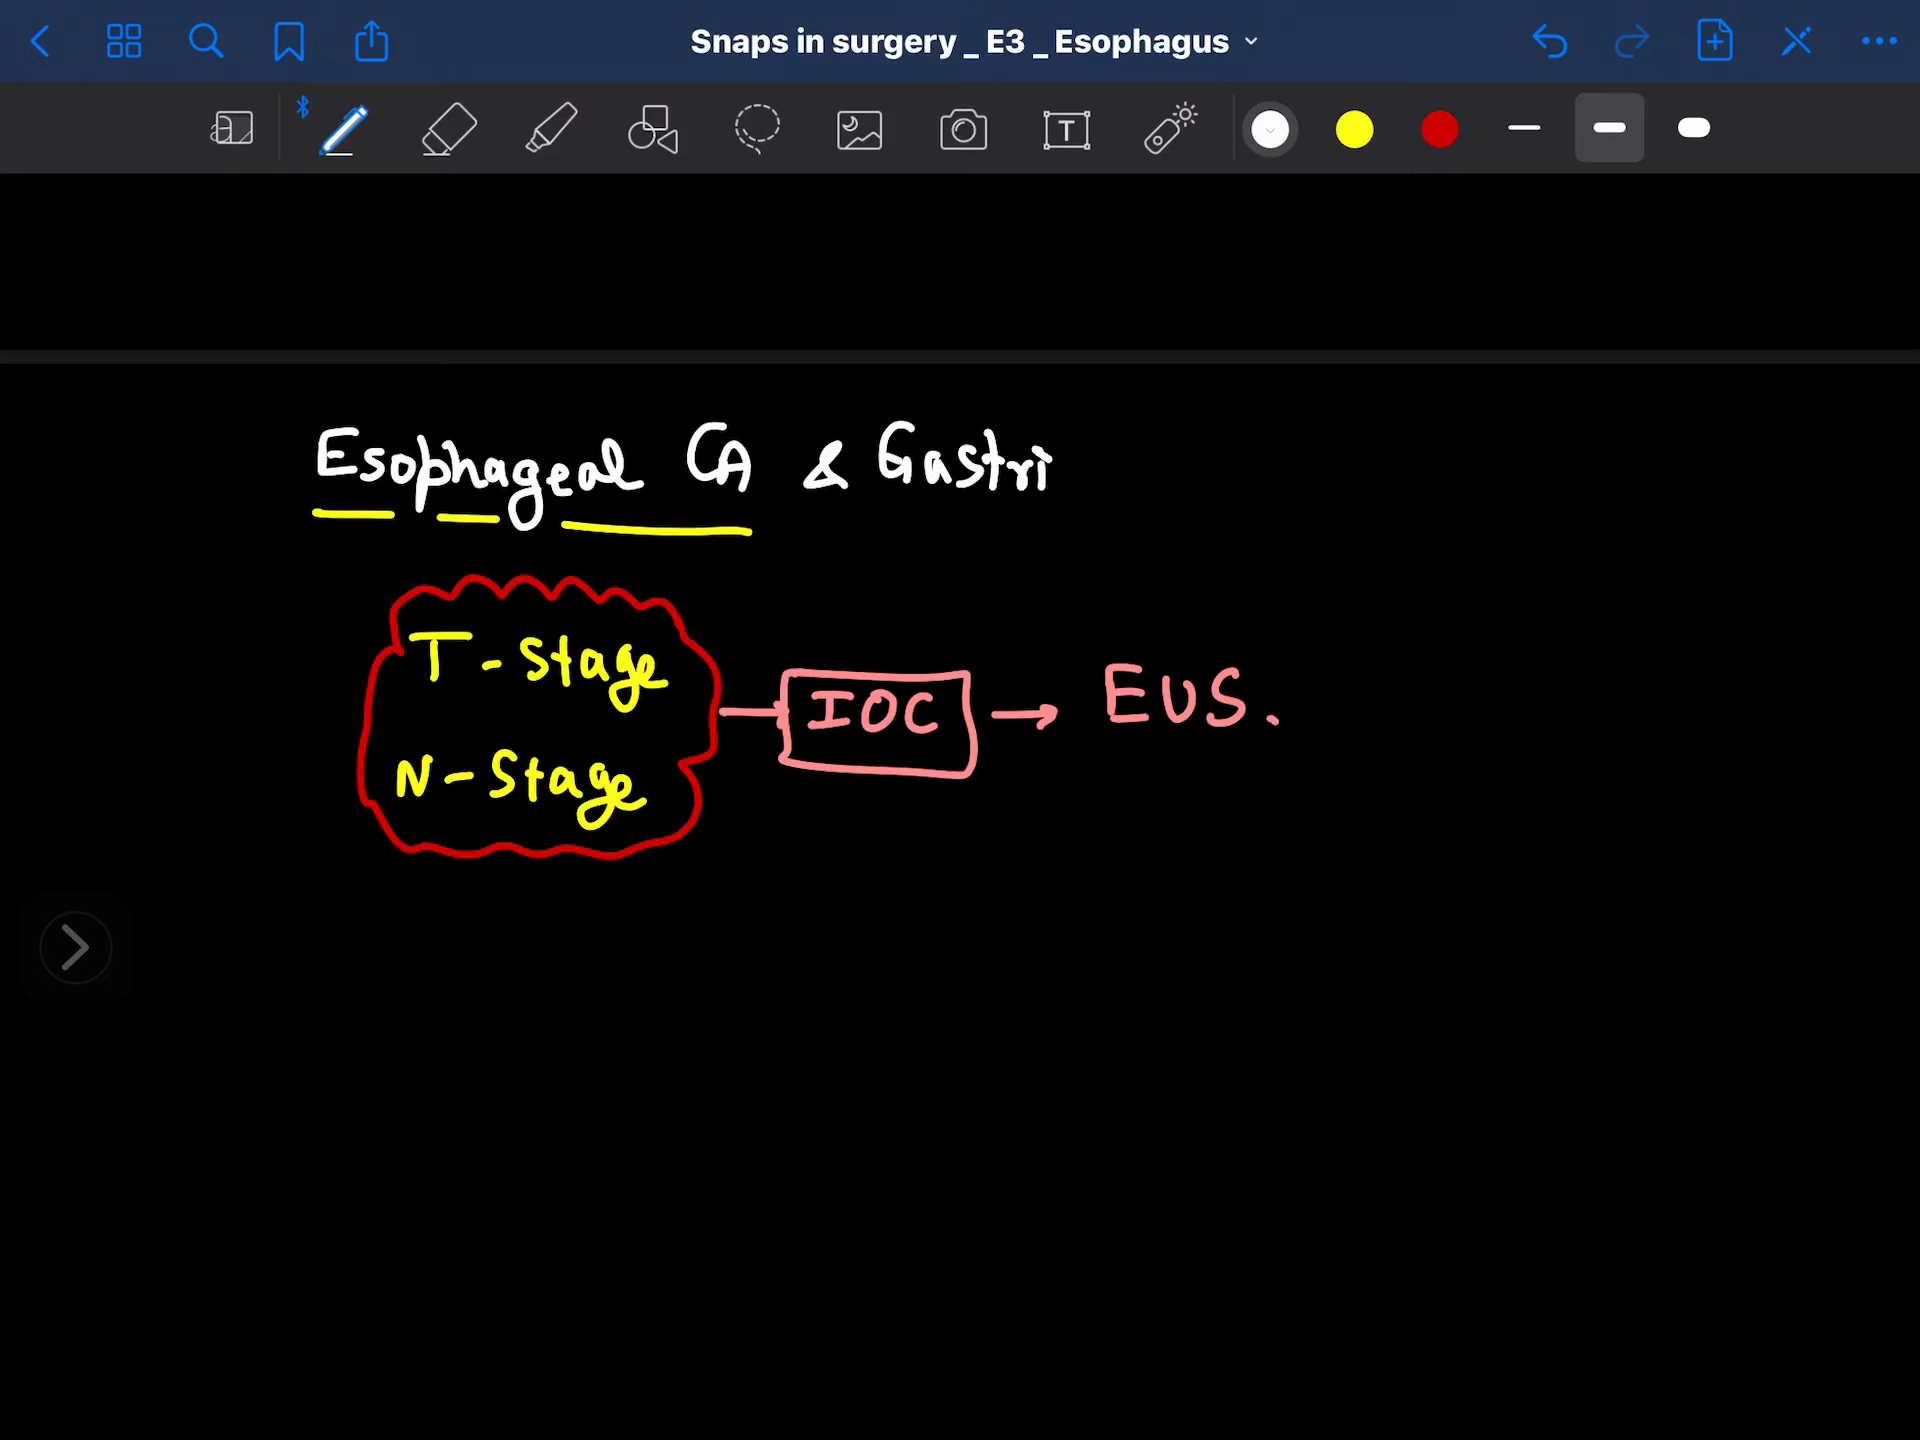 Snaps in surgery _ E3 _ Esophagus
Esophageal CA & Gastri
T - Stage
N - Stage
IOC → EUS.